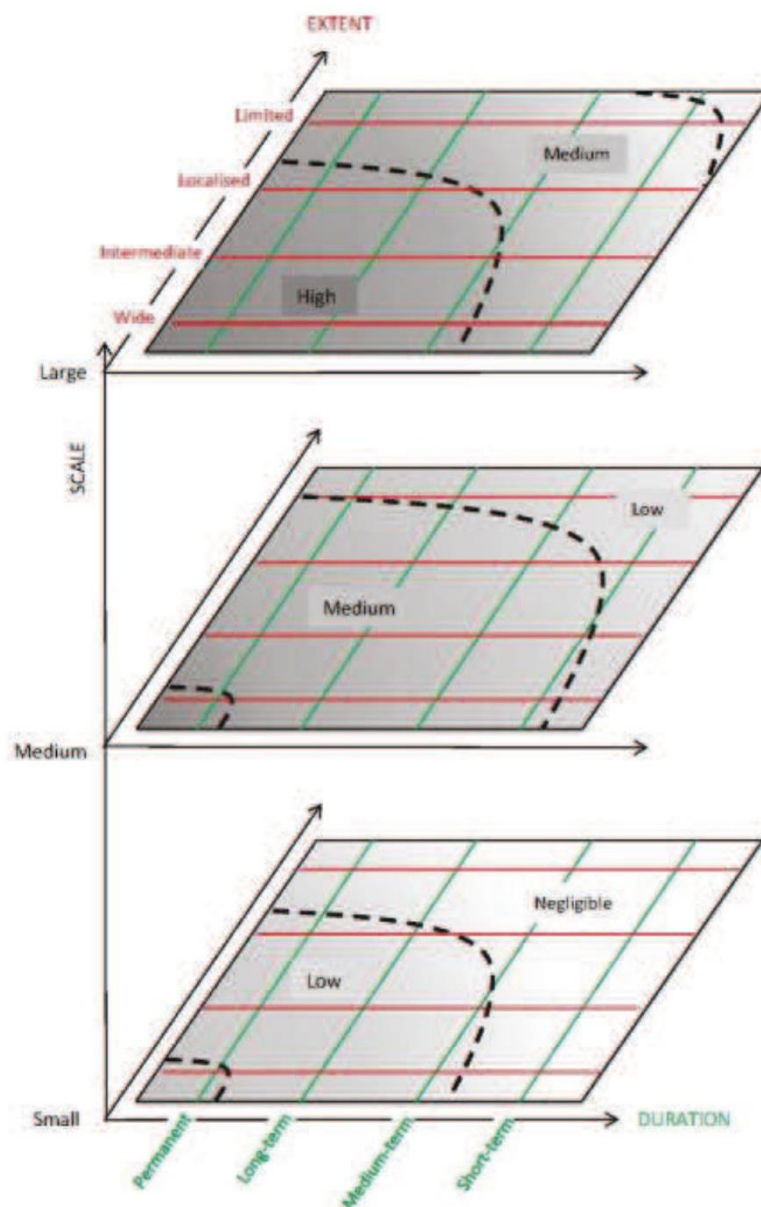 EXTENT
Limited
Medium
Localised
Intermediate
High
Wide
Large
SCALE
Low
Medium
Medium
Negligible
Low
Small
DURATION
Permanent
Long-term
Medium-term
Short-term